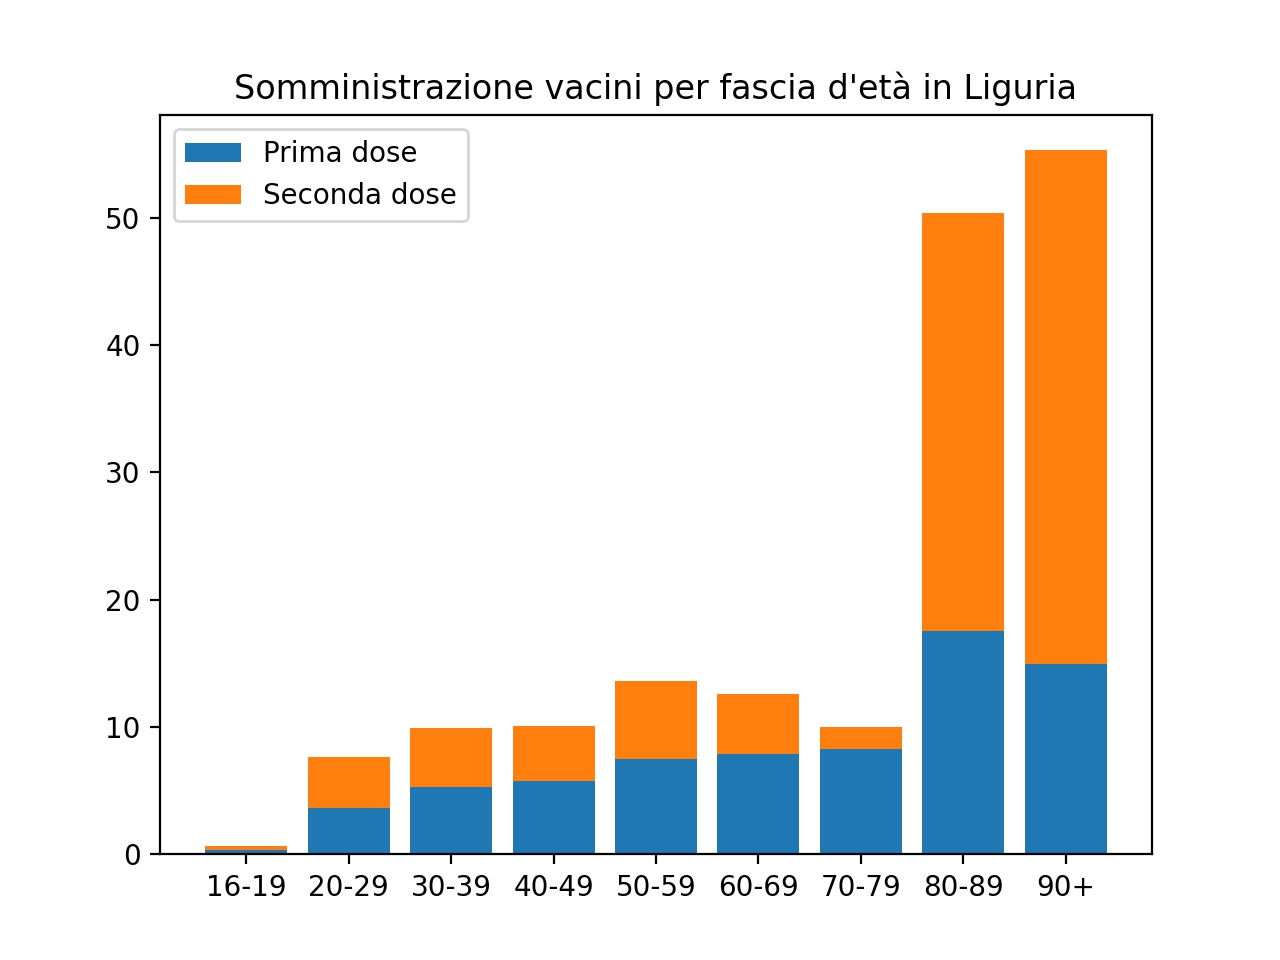 Somministrazione vacini per fascia d'età in Liguria
Prima dose
Seconda dose
50
40
30
20
10
0
16-19 20-29 30-39 40-49 50-59 60-69 70-79 80-89 90+